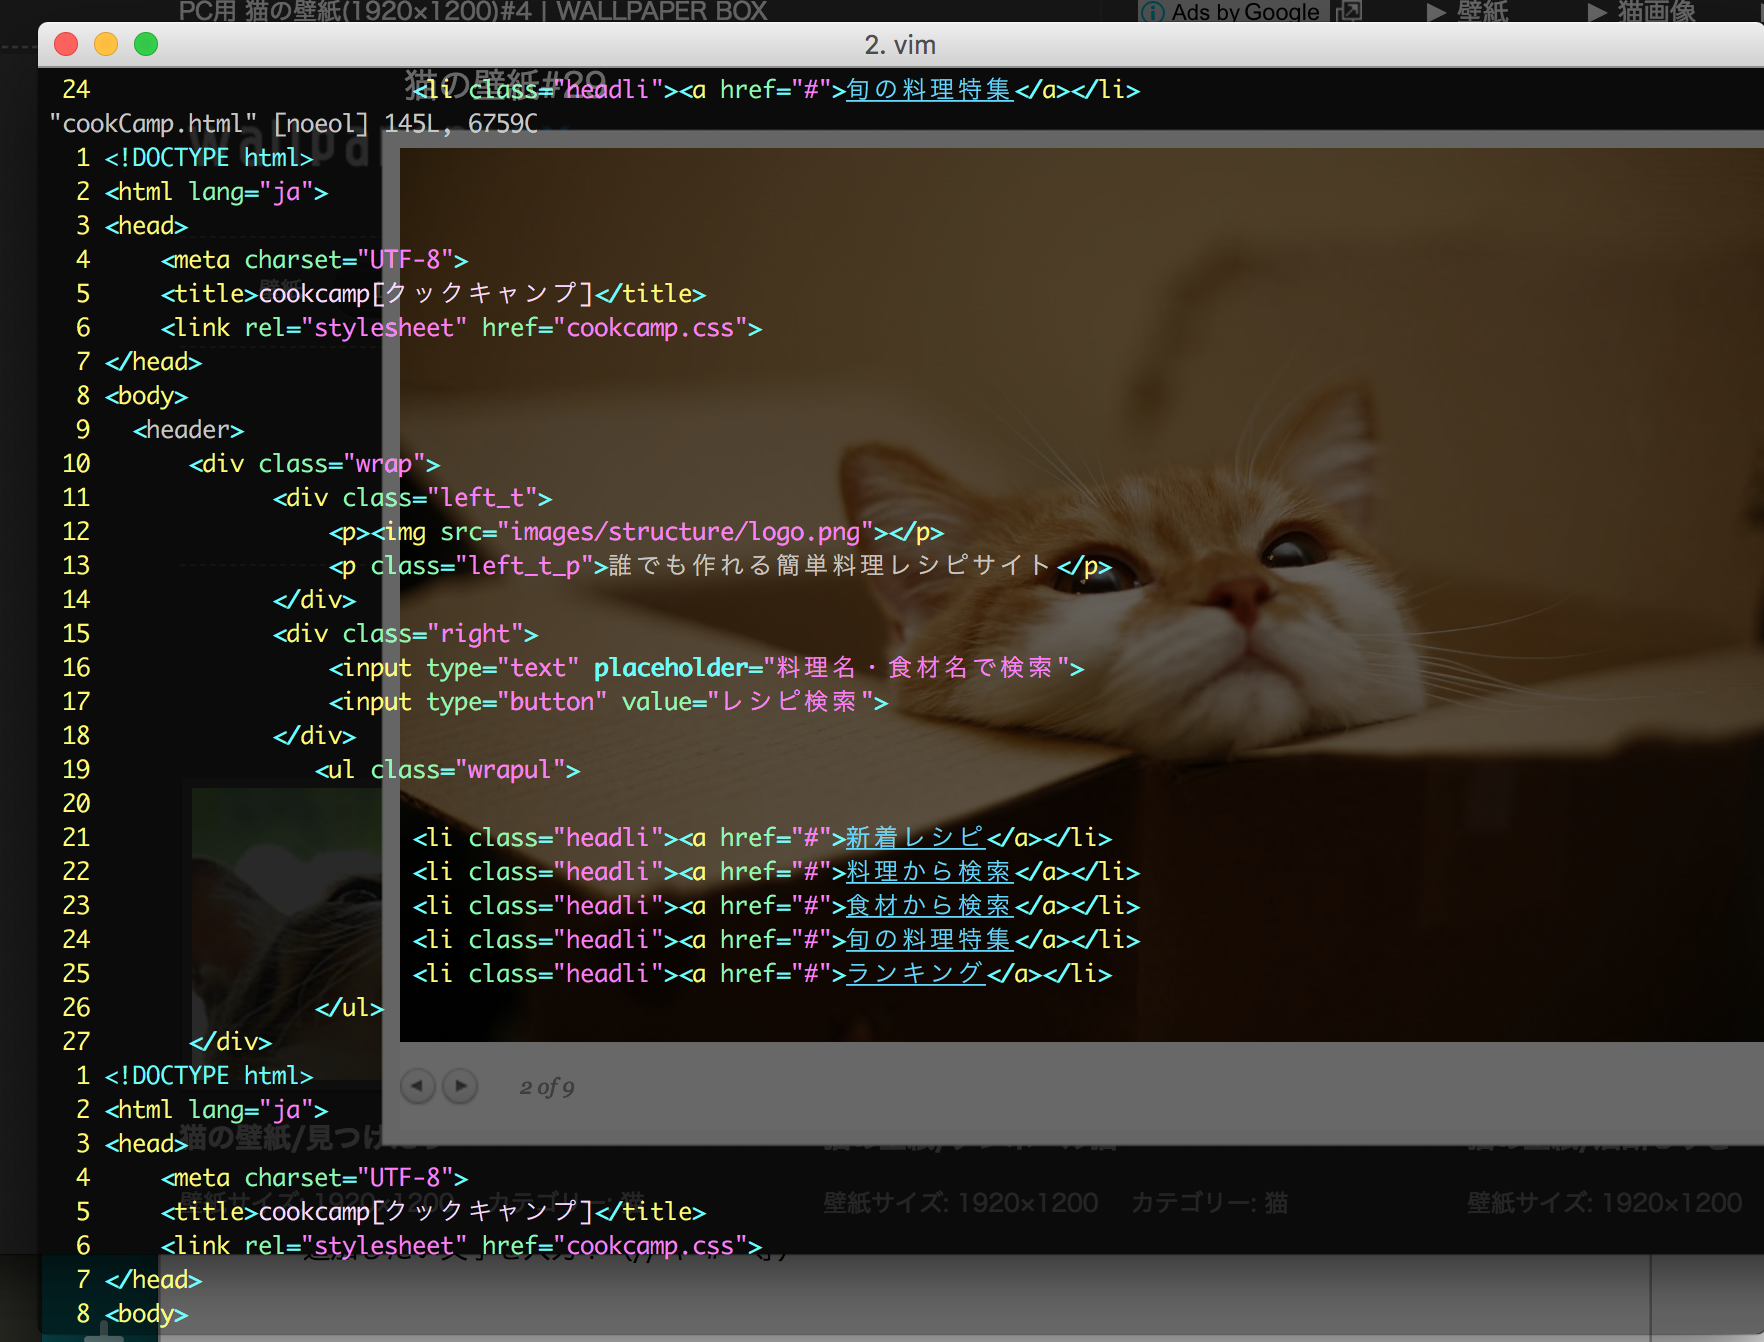 PC用 猫の壁紙(1920×1200)#4 | WALLPAPER BOX
Ads by Google
▶ 壁紙
▶ 猫画像
2. vim
猫の壁紙#29
24 <li class="headli"><a href="#">旬の料理特集</a></li>
"cookCamp.html" [noeol] 145L, 6759C
1 <!DOCTYPE html>
2 <html lang="ja">
3 <head>
4 <meta charset="UTF-8">
5 <title>cookcamp[クックキャンプ]</title>
6 <link rel="stylesheet" href="cookcamp.css">
7 </head>
8 <body>
9 <header>
10 <div class="wrap">
11 <div class="left_t">
12 <p><img src="images/structure/logo.png"></p>
13 <p class="left_t_p">誰でも作れる簡単料理レシピサイト</p>
14 </div>
15 <div class="right">
16 <input type="text" placeholder="料理名・食材名で検索">
17 <input type="button" value="レシピ検索">
18 </div>
19 <ul class="wrapul">
20
21 <li class="headli"><a href="#">新着レシピ</a></li>
22 <li class="headli"><a href="#">料理から検索</a></li>
23 <li class="headli"><a href="#">食材から検索</a></li>
24 <li class="headli"><a href="#">旬の料理特集</a></li>
25 <li class="headli"><a href="#">ランキング</a></li>
26 </ul>
27 </div>
1 <!DOCTYPE html>
2 of 9
2 <html lang="ja">
3 <head>
猫の壁紙/見つけ
4 <meta charset="UTF-8">
壁紙サイズ: 1920×1200 カテゴリー: 猫
壁紙サイズ: 1920×1200 カテゴリー: 猫
壁紙サイズ: 1920×1200
5 <title>cookcamp[クックキャンプ]</title>
6 <link rel="stylesheet" href="cookcamp.css">
7 </head>
8 <body>